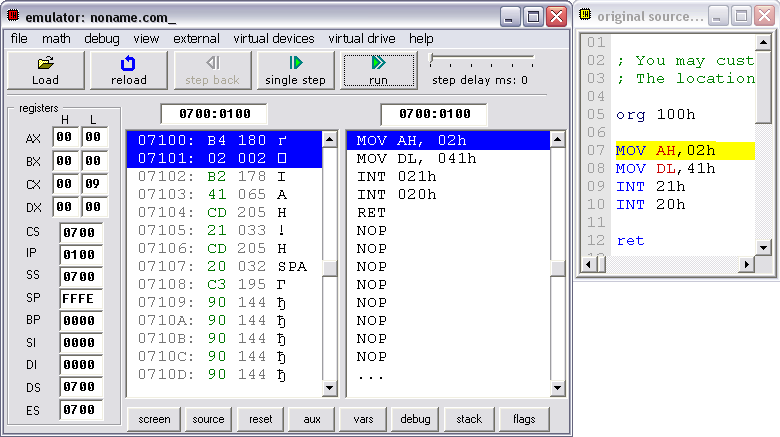 emulator: noname.com_
file math debug view external virtual devices virtual drive help
Load reload step back single step run step delay ms: 0
registers
H L
AX 00 00
BX 00 00
CX 00 09
DX 00 00
CS 0700
IP 0100
SS 0700
SP FFFE
BP 0000
SI 0000
DI 0000
DS 0700
ES 0700
0700:0100
07100: B4 180 ґ
07101: 02 002
07102: B2 178 І
07103: 41 065 A
07104: CD 205 Н
07105: 21 033 !
07106: CD 205 Н
07107: 20 032 SPA
07108: C3 195 Г
07109: 90 144 ђ
0710A: 90 144 ђ
0710B: 90 144 ђ
0710C: 90 144 ђ
0710D: 90 144 ђ
0700:0100
MOV AH, 02h
MOV DL, 041h
INT 021h
INT 020h
RET
NOP
NOP
NOP
NOP
NOP
NOP
NOP
NOP
...
screen source reset aux vars debug stack flags
original source...
01
02 ; You may cust
03 ; The location
04
05 org 100h
06
07 MOV AH,02h
08 MOV DL,41h
09 INT 21h
10 INT 20h
11
12 ret